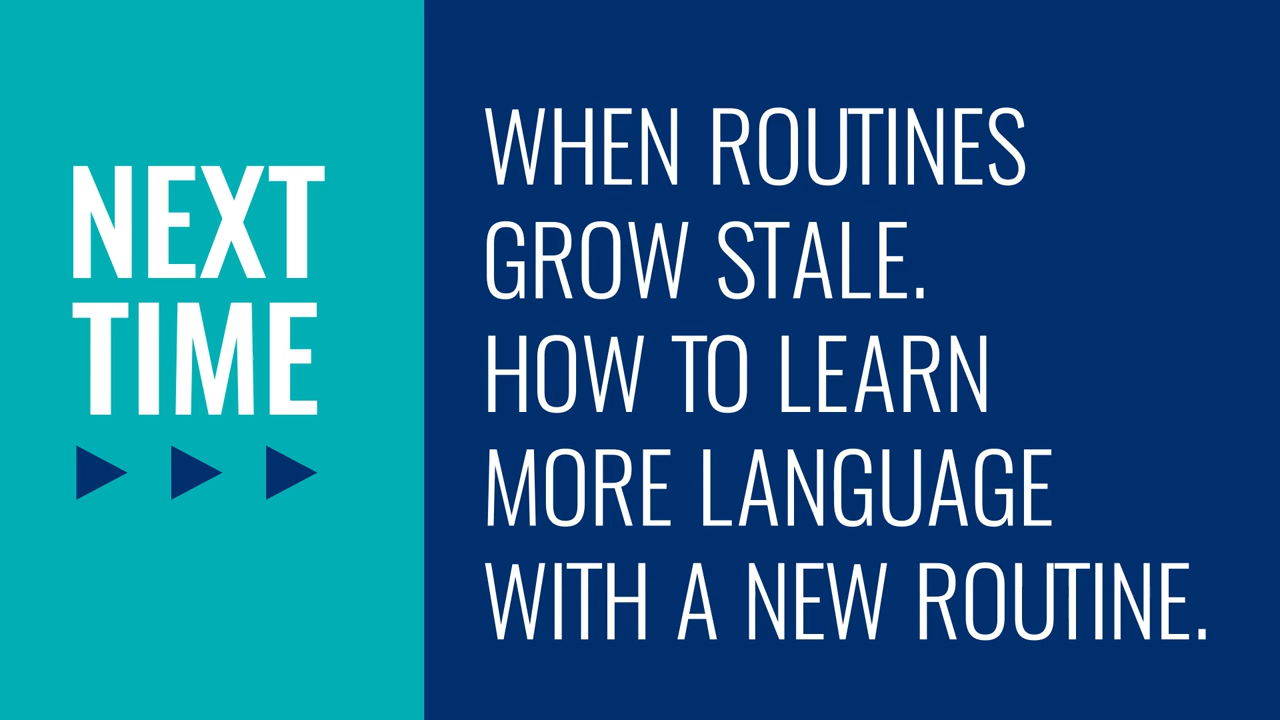 NEXT
TIME
WHEN ROUTINES
GROW STALE.
HOW TO LEARN
MORE LANGUAGE
WITH A NEW ROUTINE.